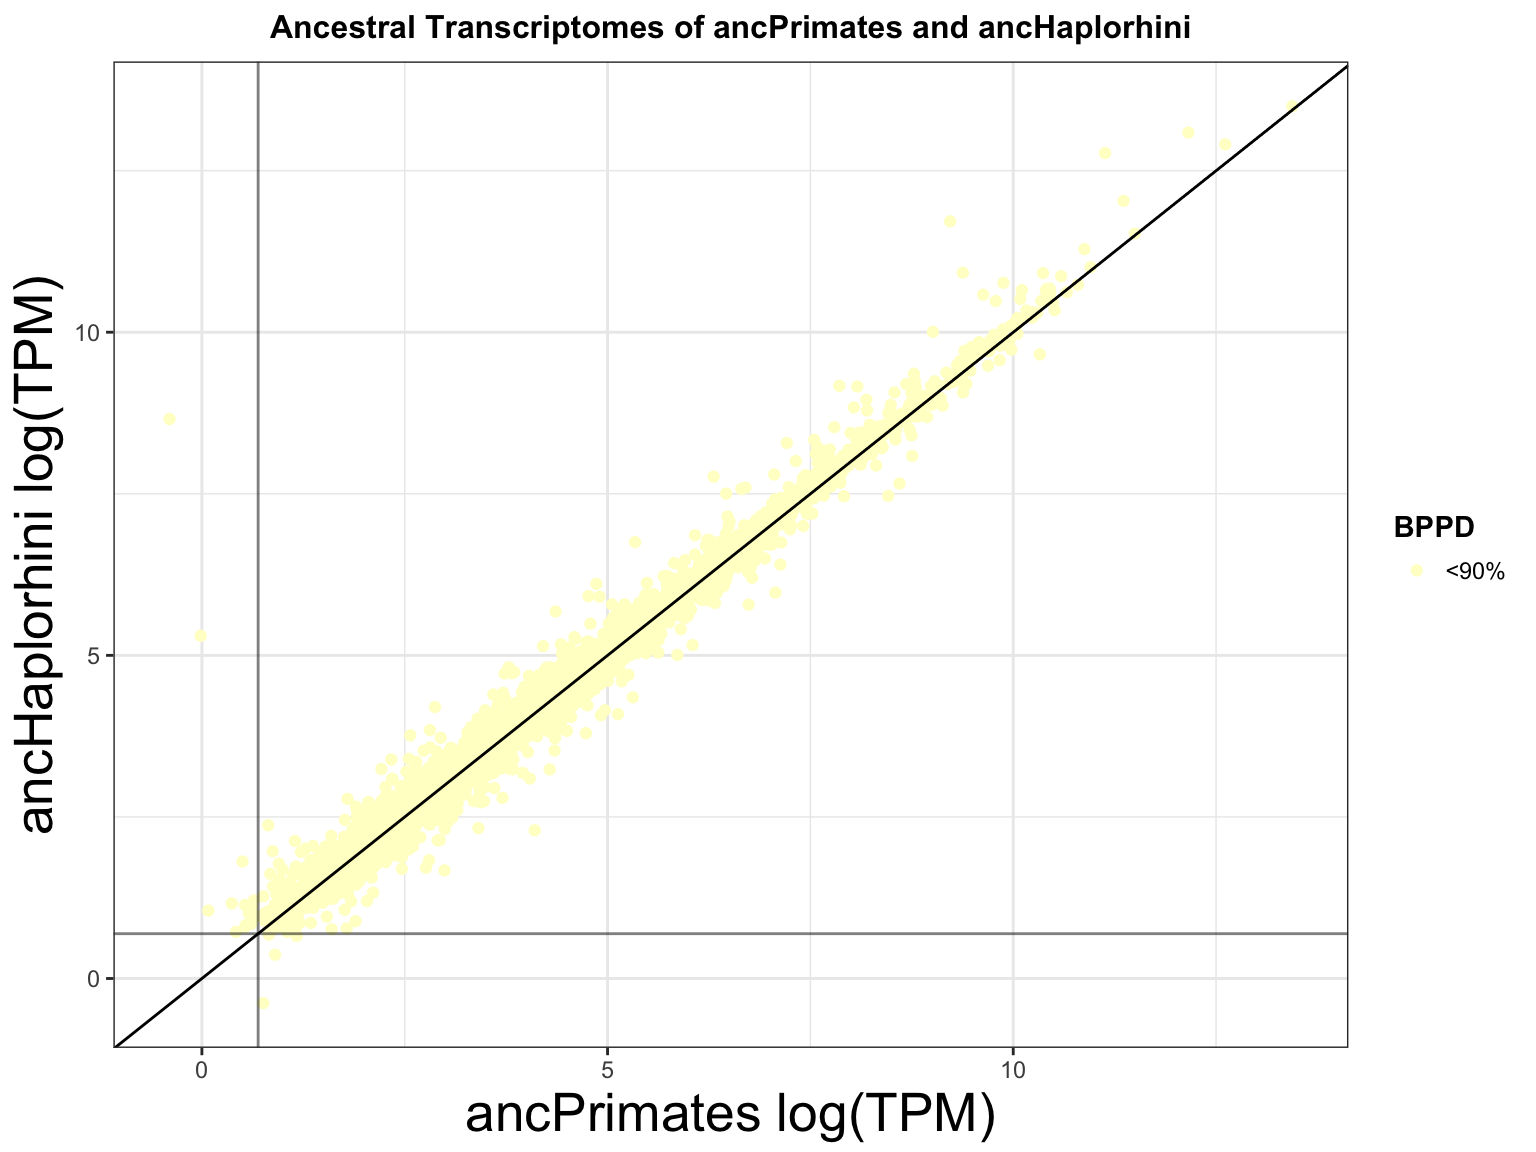 Ancestral Transcriptomes of ancPrimates and ancHaplorhini
ancHaplorhini log(TPM)
10
5
0
0
5
10
ancPrimates log(TPM)
BPPD
<90%